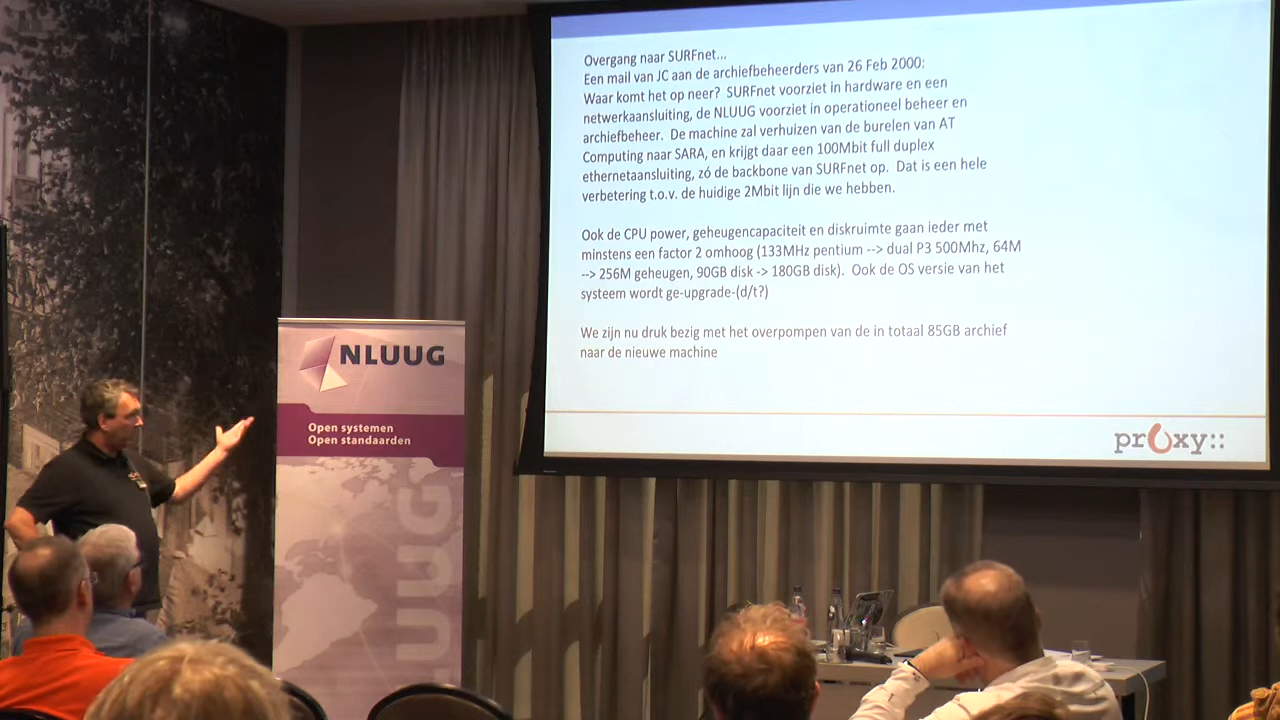 Overgang naar SURFnet...
Een mail van JC aan de archiefbeheerders van 26 Feb 2000:
Waar komt het op neer? SURFnet voorziet in hardware en een
netwerkaansluiting, de NLUUG voorziet in operationeel beheer en
archiefbeheer. De machine zal verhuizen van de burelen van AT
Computing naar SARA, en krijgt daar een 100Mbit full duplex
ethernetaansluiting, zó de backbone van SURFnet op. Dat is een hele
verbetering t.o.v. de huidige 2Mbit lijn die we hebben.
Ook de CPU power, geheugencapaciteit en diskruimte gaan ieder met
minstens een factor 2 omhoog (133MHz pentium --> dual P3 500Mhz, 64M
--> 256M geheugen, 90GB disk -> 180GB disk). Ook de OS versie van het
systeem wordt ge-upgrade-(d/t?)
We zijn nu druk bezig met het overpompen van de in totaal 85GB archief
naar de nieuwe machine
prOxy::
NLUUG
Open systemen
Open standaarden
NLUUG